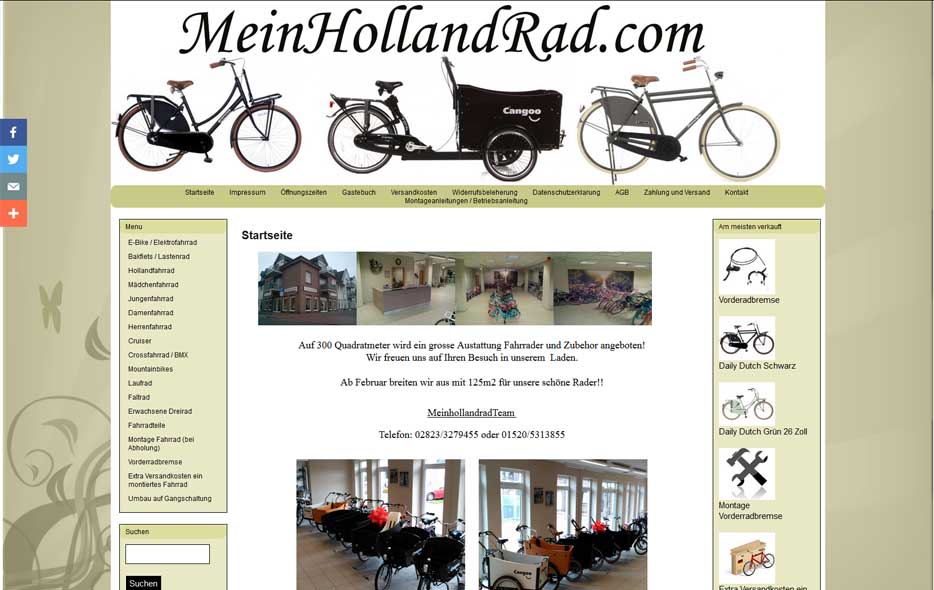 MeinHollandRad.com
Cangoo
Startseite Impressum Öffnungszeiten Gastebuch Versandkosten Widerrufsbeleherung Datenschutzerklarung AGB Zahlung und Versand Kontakt
Montageanleitungen / Betriebsanleitung
Menu
E-Bike / Elektrofahrrad
Bakfiets / Lastenrad
Hollandfahrrad
Mädchenfahrrad
Jungenfahrrad
Damenfahrrad
Herrenfahrrad
Cruiser
Crossfahrrad / BMX
Mountainbikes
Laufrad
Faltrad
Erwachsene Dreirad
Fahrradteile
Montage Fahrrad (bei
Abholung)
Vorderradbremse
Extra Versandkosten ein
montiertes Fahrrad
Umbau auf Gangschaltung
Suchen
Suchen
Startseite
Auf 300 Quadratmeter wird ein grosse Austattung Fahrrader und Zubehor angeboten!
Wir freuen uns auf Ihren Besuch in unserem Laden.
Ab Februar breiten wir aus mit 125m2 für unsere schöne Rader!!
MeinhollandradTeam
Telefon: 02823/3279455 oder 01520/5313855
Cangoo
Am meisten verkauft
Vorderadbremse
Daily Dutch Schwarz
Daily Dutch Grün 26 Zoll
Montage
Vorderradbremse
Extra Versandkosten ein